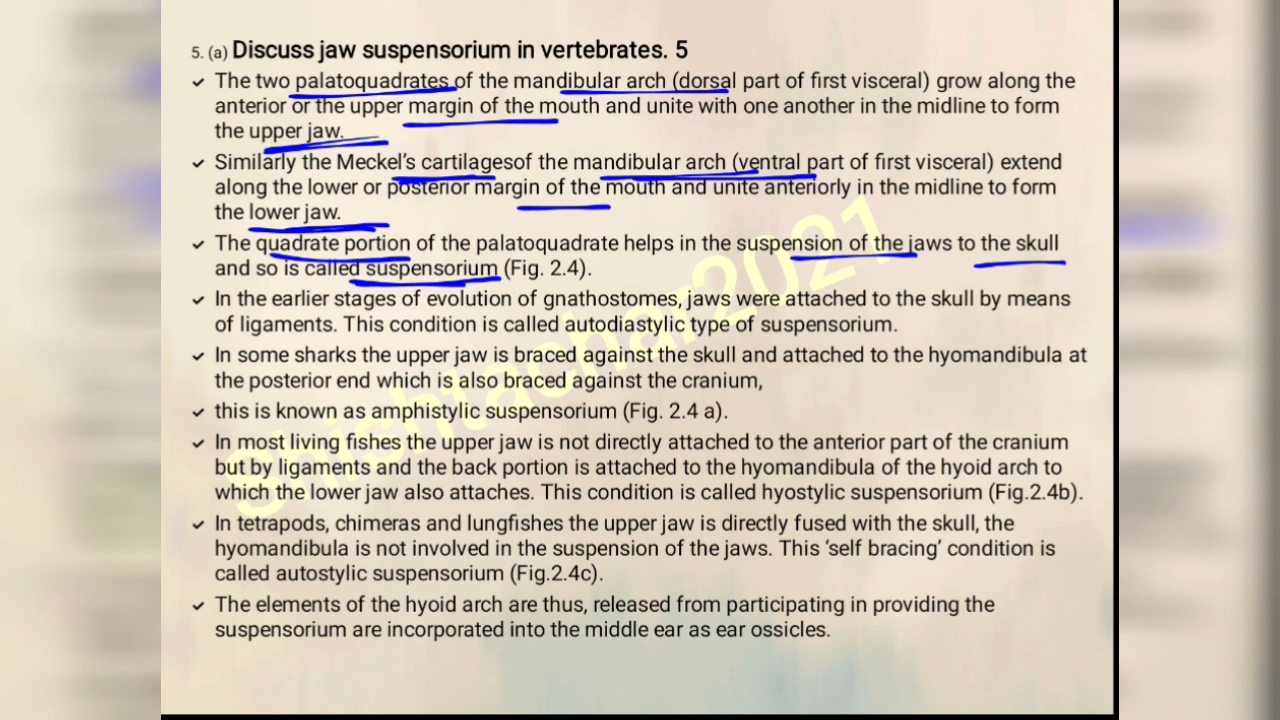 5. (a) Discuss jaw suspensorium in vertebrates. 5
✓ The two palatoquadrates of the mandibular arch (dorsal part of first visceral) grow along the
anterior or the upper margin of the mouth and unite with one another in the midline to form
the upper jaw.
✓ Similarly the Meckel's cartilagesof the mandibular arch (ventral part of first visceral) extend
along the lower or posterior margin of the mouth and unite anteriorly in the midline to form
the lower jaw.
✓ The quadrate portion of the palatoquadrate helps in the suspension of the jaws to the skull
and so is called suspensorium (Fig. 2.4).
✓ In the earlier stages of evolution of gnathostomes, jaws were attached to the skull by means
of ligaments. This condition is called autodiastylic type of suspensorium.
✓ In some sharks the upper jaw is braced against the skull and attached to the hyomandibula at
the posterior end which is also braced against the cranium,
✓ this is known as amphistylic suspensorium (Fig. 2.4 a).
✓ In most living fishes the upper jaw is not directly attached to the anterior part of the cranium
but by ligaments and the back portion is attached to the hyomandibula of the hyoid arch to
which the lower jaw also attaches. This condition is called hyostylic suspensorium (Fig.2.4b).
✓ In tetrapods, chimeras and lungfishes the upper jaw is directly fused with the skull, the
hyomandibula is not involved in the suspension of the jaws. This 'self bracing' condition is
called autostylic suspensorium (Fig.2.4c).
✓ The elements of the hyoid arch are thus, released from participating in providing the
suspensorium are incorporated into the middle ear as ear ossicles.
Shishtachar2021